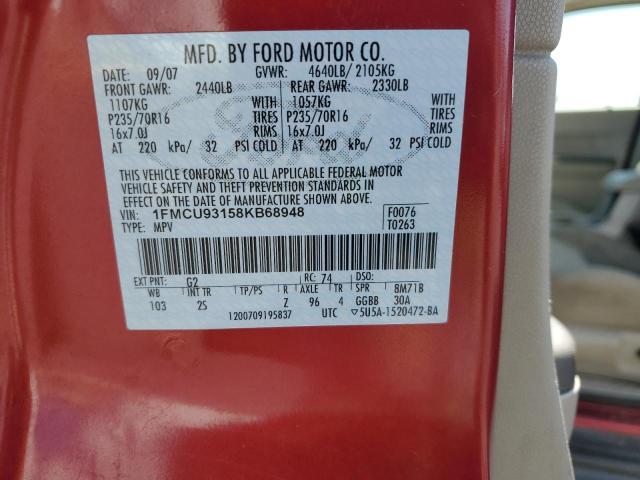 MFD. BY FORD MOTOR CO.
DATE: 09/07 GVWR: 4640LB/ 2105KG
FRONT GAWR: 2440LB REAR GAWR: 2330LB
1107KG WITH 1057KG WITH
P235/70R16 TIRES P235/70R16 TIRES
16x7.0J RIMS 16x7.0J RIMS
AT 220 kPa/ 32 PSI COLD AT 220 kPa/ 32 PSI COLD
THIS VEHICLE CONFORMS TO ALL APPLICABLE FEDERAL MOTOR
VEHICLE SAFETY AND THEFT PREVENTION STANDARDS IN
EFFECT ON THE DATE OF MANUFACTURE SHOWN ABOVE.
VIN: 1FMCU93158KB68948 F0076
TYPE: MPV T0263
EXT PNT: G2 RC: 74 DSO:
WB INT TR TP/PS R AXLE TR SPR 8M71B
103 2S Z 96 4 GGBB 30A
1200709195837 UTC ▽5U5A-1520472-BA
Ford